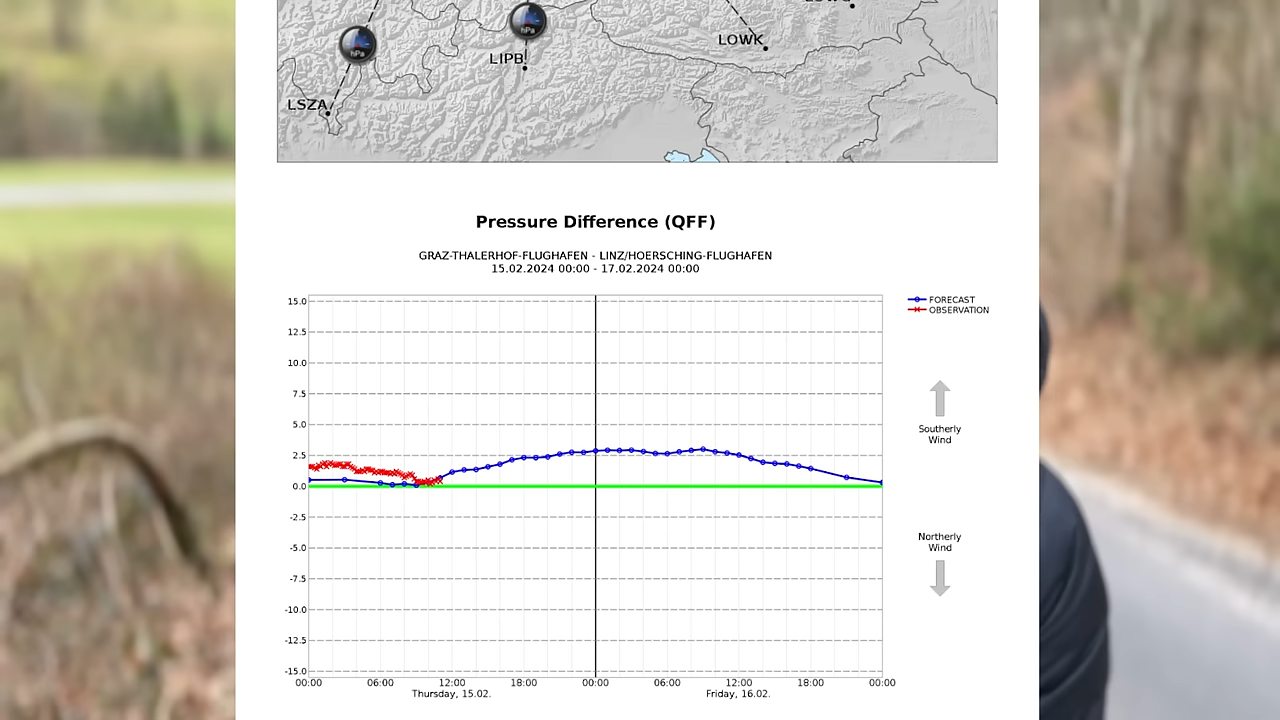 LOWK
hPa
hPa
LIPB
LSZA
Pressure Difference (QFF)
GRAZ-THALERHOF-FLUGHAFEN - LINZ/HOERSCHING-FLUGHAFEN
15.02.2024 00:00 - 17.02.2024 00:00
15.0
12.5
10.0
7.5
5.0
2.5
0.0
-2.5
-5.0
-7.5
-10.0
-12.5
-15.0
FORECAST
OBSERVATION
Southerly
Wind
Northerly
Wind
00:00 06:00 12:00 18:00 00:00 06:00 12:00 18:00 00:00
Thursday, 15.02. Friday, 16.02.